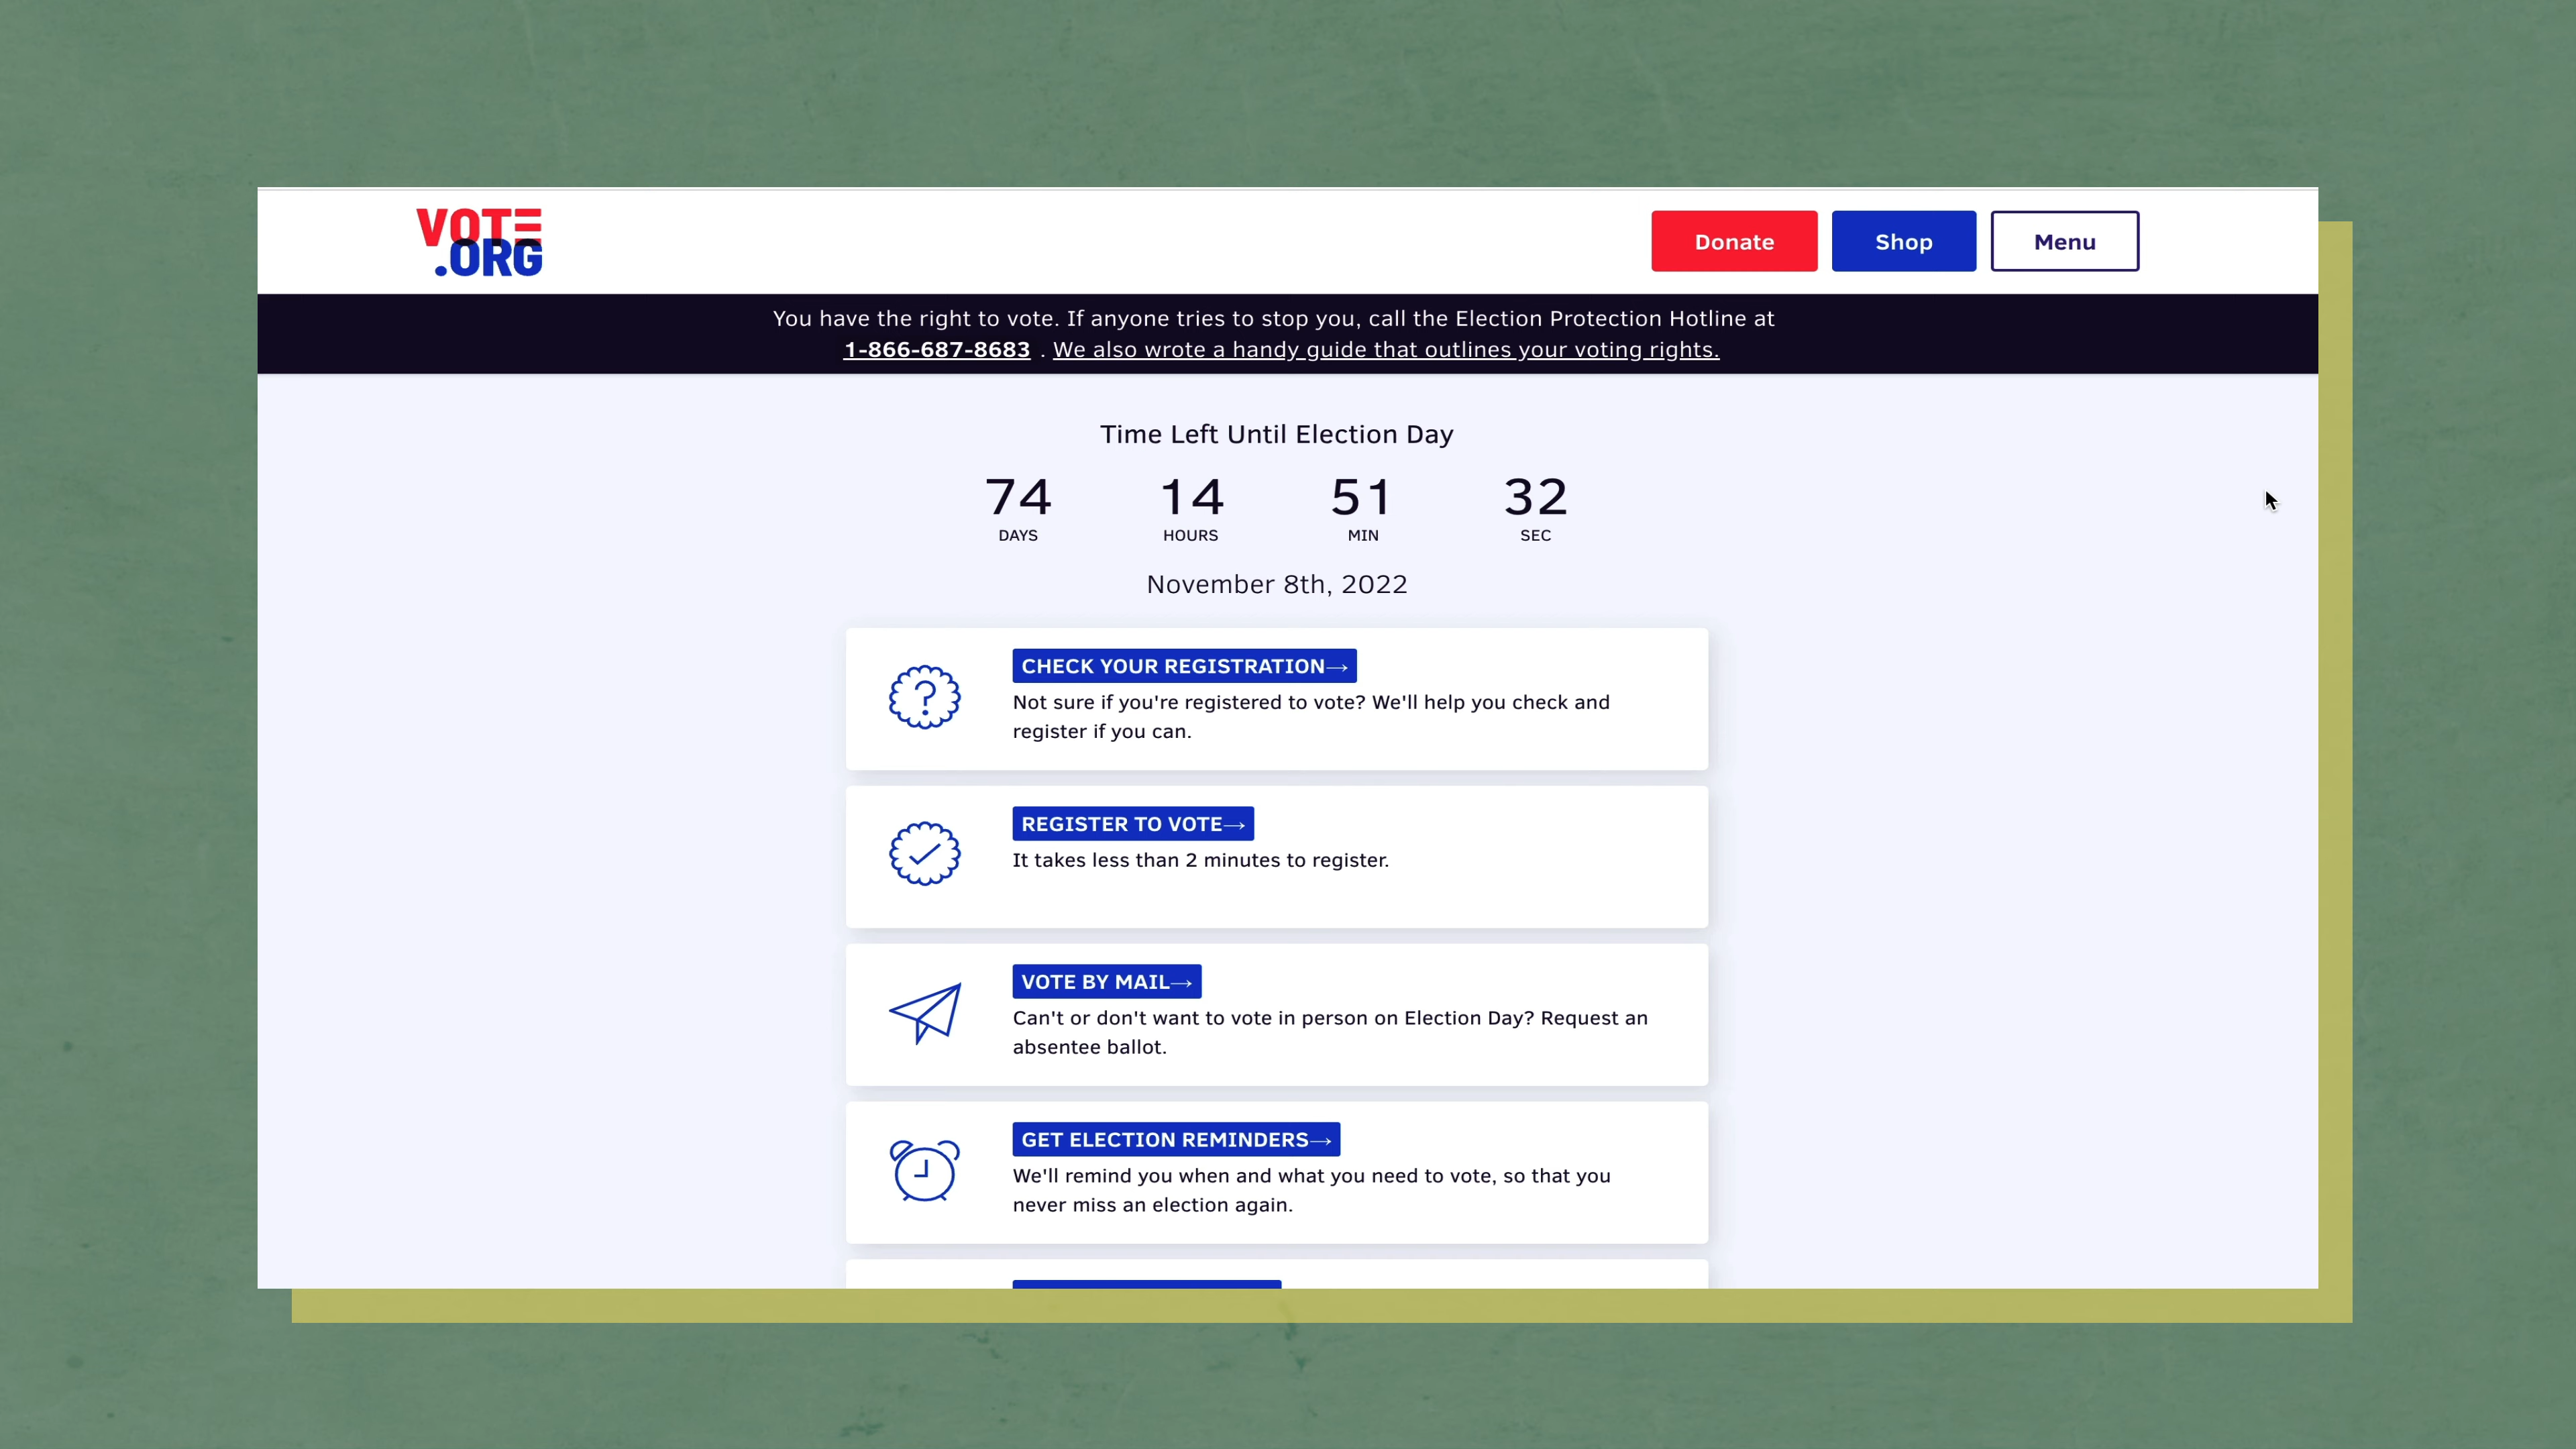 VOTE
.ORG
Donate
Shop
Menu
You have the right to vote. If anyone tries to stop you, call the Election Protection Hotline at
1-866-687-8683 . We also wrote a handy guide that outlines your voting rights.
Time Left Until Election Day
74 14 51 32
DAYS HOURS MIN SEC
November 8th, 2022
CHECK YOUR REGISTRATION→
Not sure if you're registered to vote? We'll help you check and
register if you can.
REGISTER TO VOTE→
It takes less than 2 minutes to register.
VOTE BY MAIL→
Can't or don't want to vote in person on Election Day? Request an
absentee ballot.
GET ELECTION REMINDERS→
We'll remind you when and what you need to vote, so that you
never miss an election again.